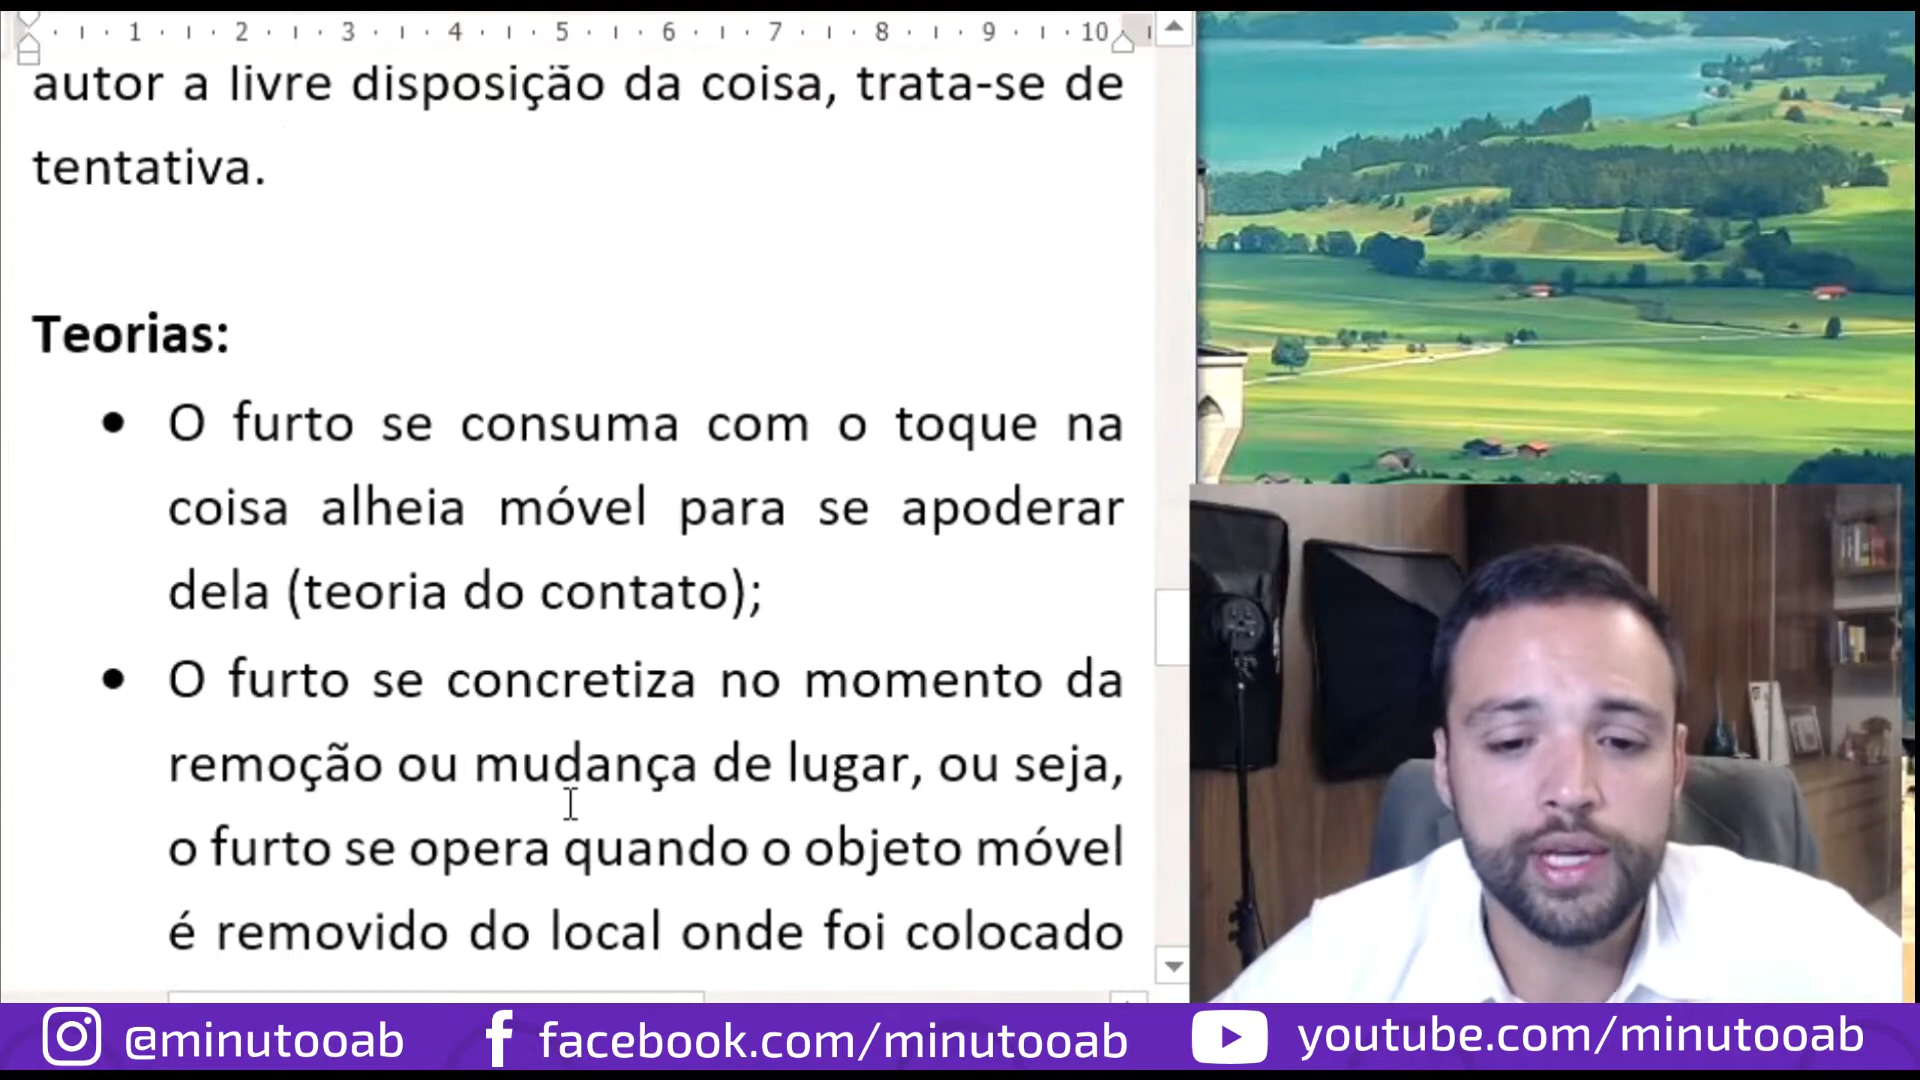 1 2 3 4 5 6 7 8 9 10
autor a livre disposição da coisa, trata-se de
tentativa.
Teorias:
• O furto se consuma com o toque na
coisa alheia móvel para se apoderar
dela (teoria do contato);
• O furto se concretiza no momento da
remoção ou mudança de lugar, ou seja,
o furto se opera quando o objeto móvel
é removido do local onde foi colocado
@minutooab
facebook.com/minutooab
youtube.com/minutooab